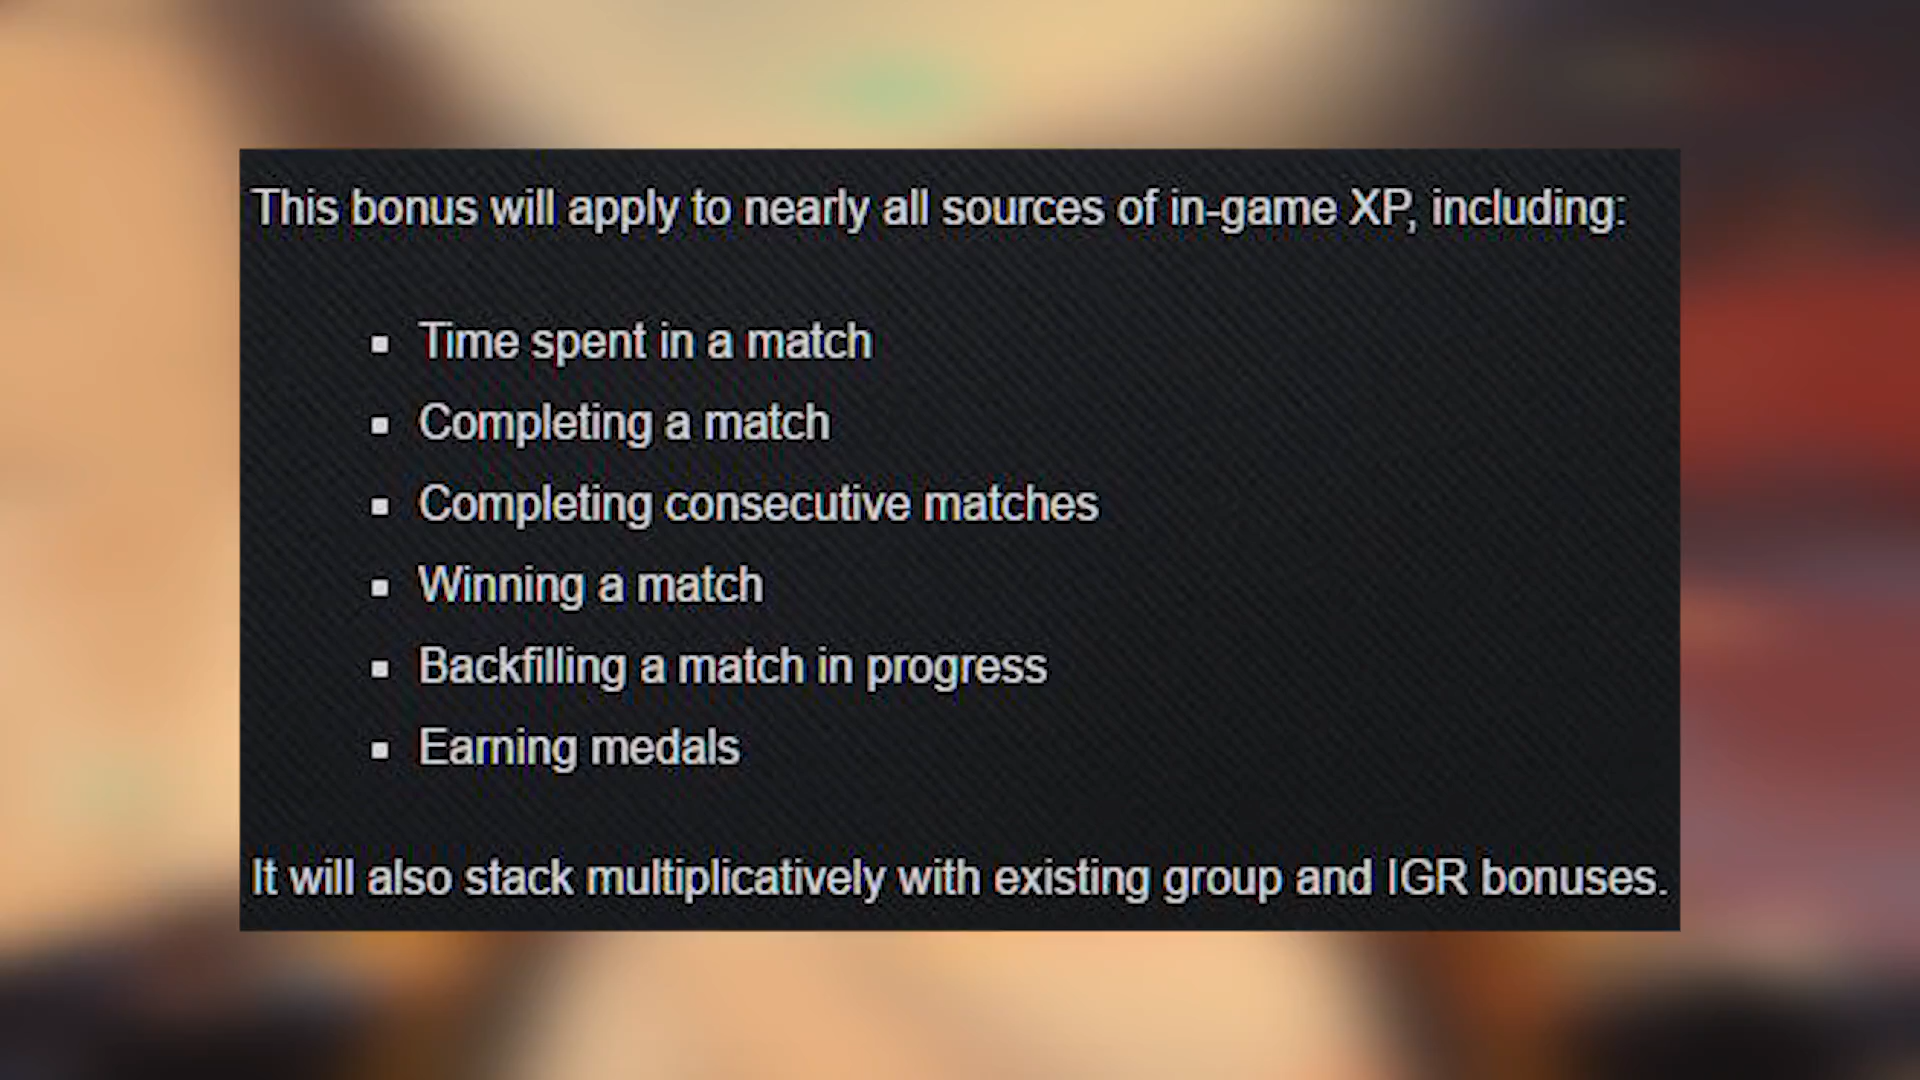 This bonus will apply to nearly all sources of in-game XP, including:
▪ Time spent in a match
▪ Completing a match
▪ Completing consecutive matches
▪ Winning a match
▪ Backfilling a match in progress
▪ Earning medals
It will also stack multiplicatively with existing group and IGR bonuses.